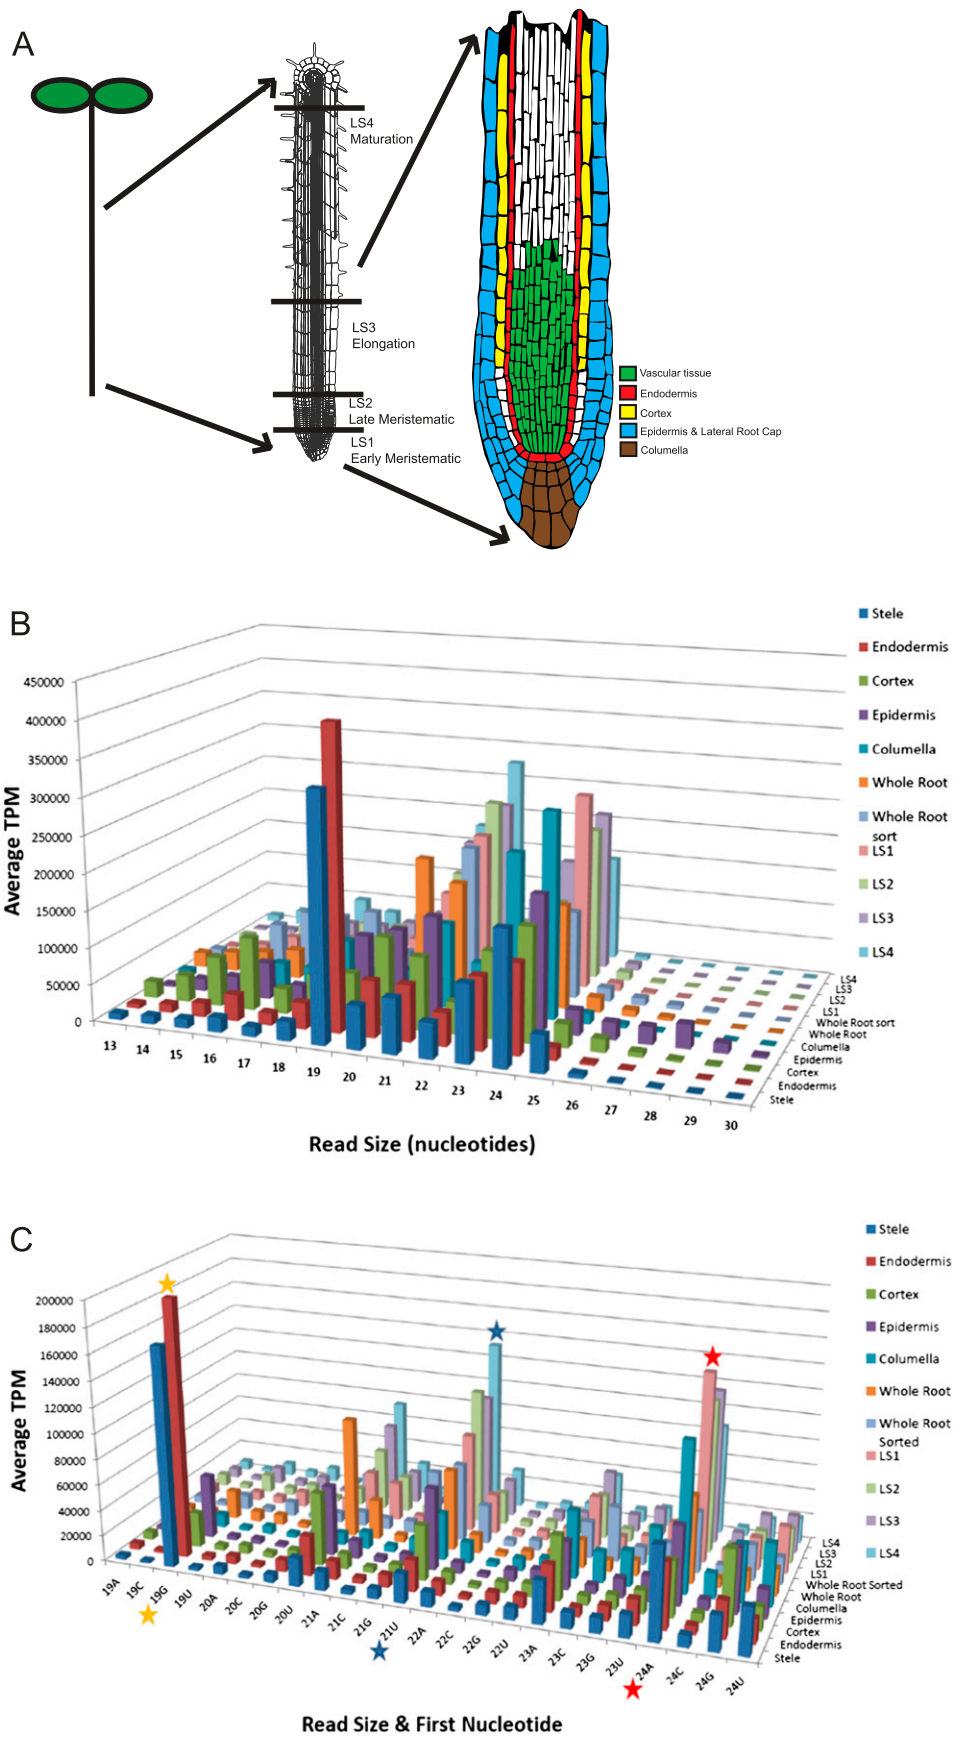 A
LS4
Maturation
LS3
Elongation
LS2
Late Meristematic
LS1
Early Meristematic
Vascular tissue
Endodermis
Cortex
Epidermis & Lateral Root Cap
Columella
B
450000
400000
350000
300000
250000
200000
150000
100000
50000
0
Average TPM
13 14 15 16 17 18 19 20 21 22 23 24 25 26 27 28 29 30
Read Size (nucleotides)
LS4
LS3
LS2
LS1
Whole Root sort
Whole Root
Columella
Epidermis
Cortex
Endodermis
Stele
Stele
Endodermis
Cortex
Epidermis
Columella
Whole Root
Whole Root
sort
LS1
LS2
LS3
LS4
C
200000
180000
160000
140000
120000
100000
80000
60000
40000
20000
0
Average TPM
19A 19C 19G 19U 20A 20C 20G 20U 21A 21C 21G 21U 22A 22C 22G 22U 23A 23C 23G 23U 24A 24C 24G 24U
Read Size & First Nucleotide
LS4
LS3
LS2
LS1
Whole Root Sorted
Whole Root
Columella
Epidermis
Cortex
Endodermis
Stele
Stele
Endodermis
Cortex
Epidermis
Columella
Whole Root
Whole Root
Sorted
LS1
LS2
LS3
LS4